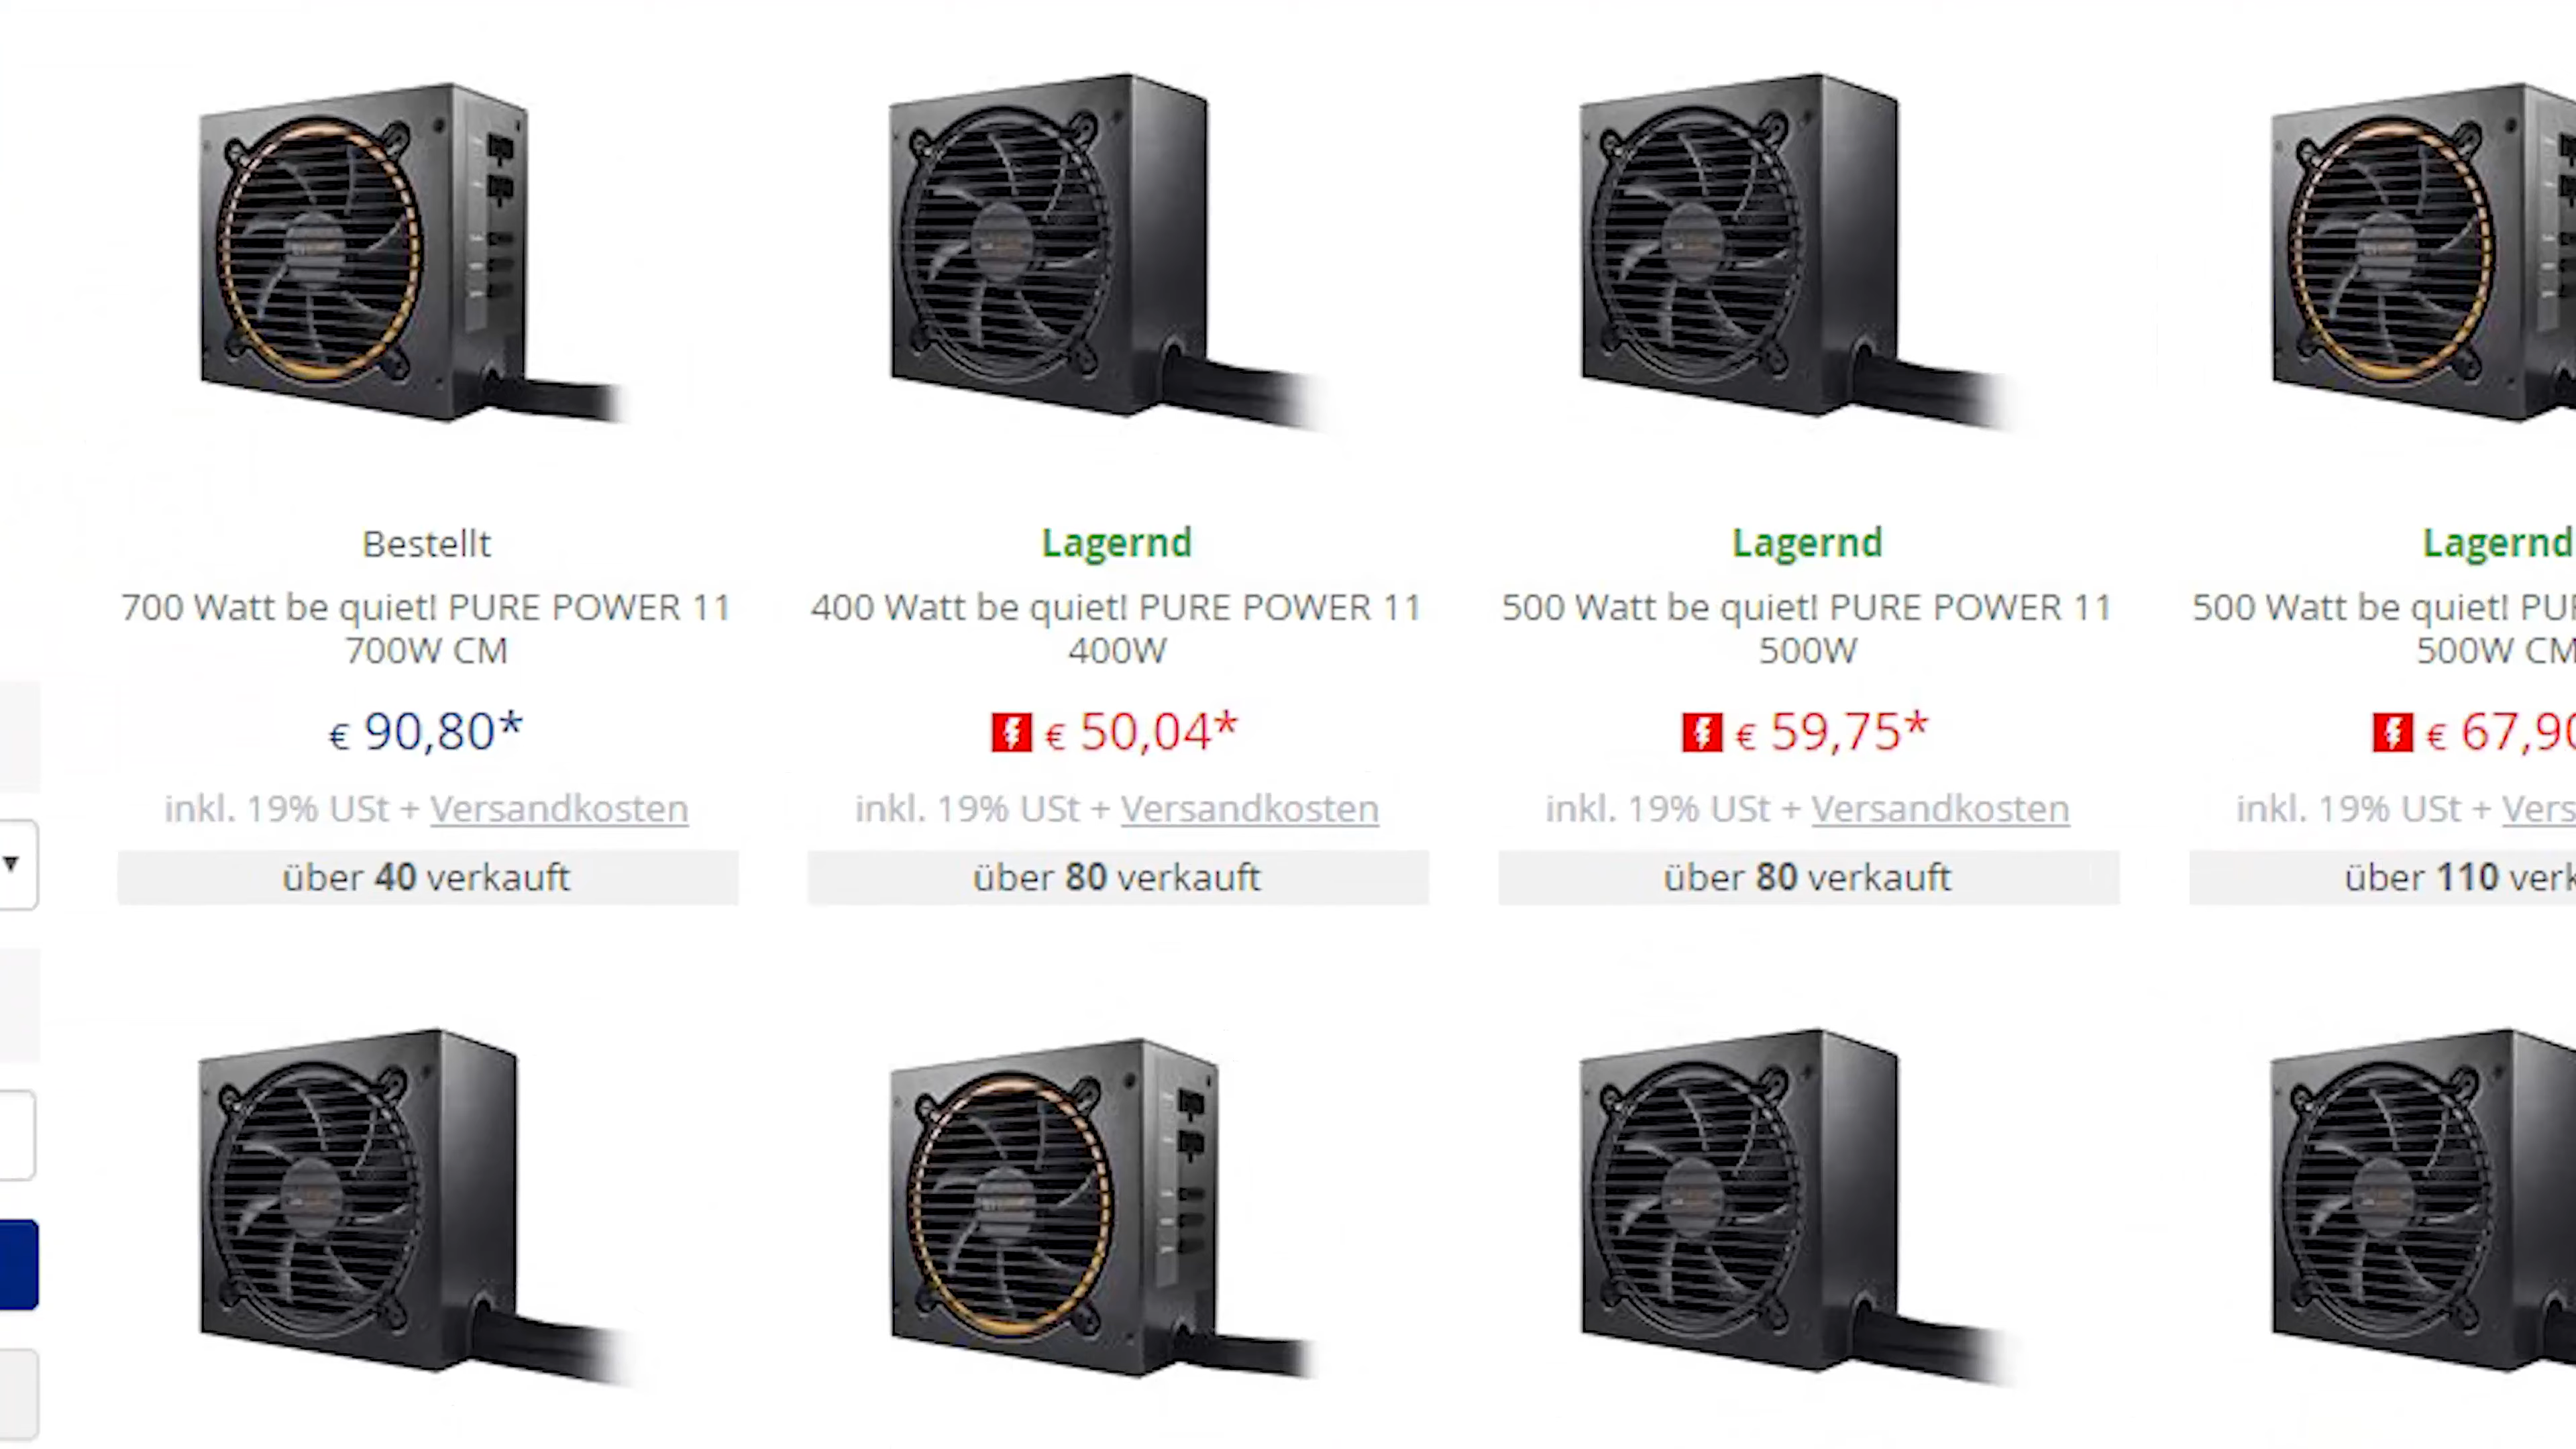 Bestellt
700 Watt be quiet! PURE POWER 11
700W CM
€ 90,80*
inkl. 19% USt + Versandkosten
über 40 verkauft
Lagernd
400 Watt be quiet! PURE POWER 11
400W
€ 50,04*
inkl. 19% USt + Versandkosten
über 80 verkauft
Lagernd
500 Watt be quiet! PURE POWER 11
500W
€ 59,75*
inkl. 19% USt + Versandkosten
über 80 verkauft
Lagernd
500 Watt be quiet! PU
500W CM
€ 67,90
inkl. 19% USt + Vers
über 110 verk